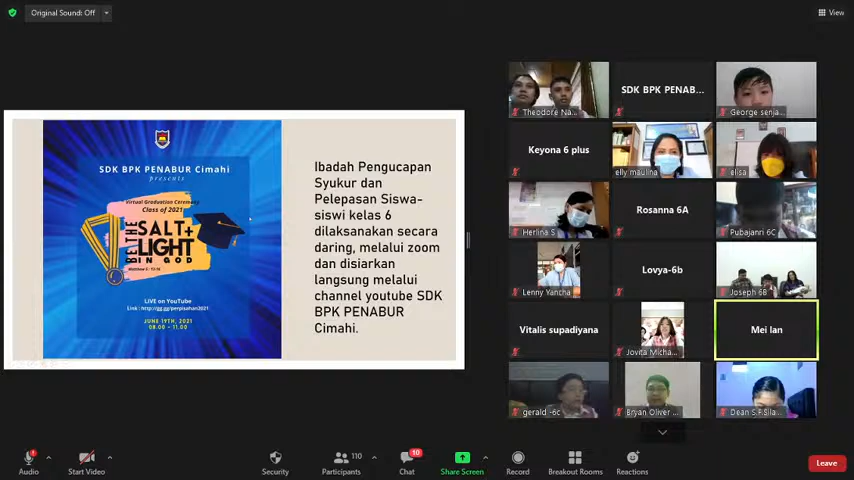 Original Sound: Off
View
SDK BPK PENABUR Cimahi
presents
Virtual Graduation Ceremony
Class of 2021
BE THE
SALT+
LIGHT
IN GOD
LIVE on YouTube
JUNE 19TH, 2021
08.00 - 11.00
Ibadah Pengucapan
Syukur dan
Pelepasan Siswa-
siswi kelas 6
dilaksanakan secara
daring, melalui zoom
dan disiarkan
langsung melalui
channel youtube SDK
BPK PENABUR
Cimahi.
Theodore Na...
SDK BPK PENAB...
George senja...
Keyona 6 plus
elly maulina
elisa
Herlina S
Rosanna 6A
Pubajanri 6C
Lenny Yancha
Lovya-6b
Joseph 6B
Vitalis supadiyana
Jovita Micha...
Mei lan
gerald -6c
Bryan Oliver ...
Dean S.F.Sila...
Audio
Start Video
Security
Participants
110
Chat
10
Share Screen
Record
Breakout Rooms
Reactions
Leave